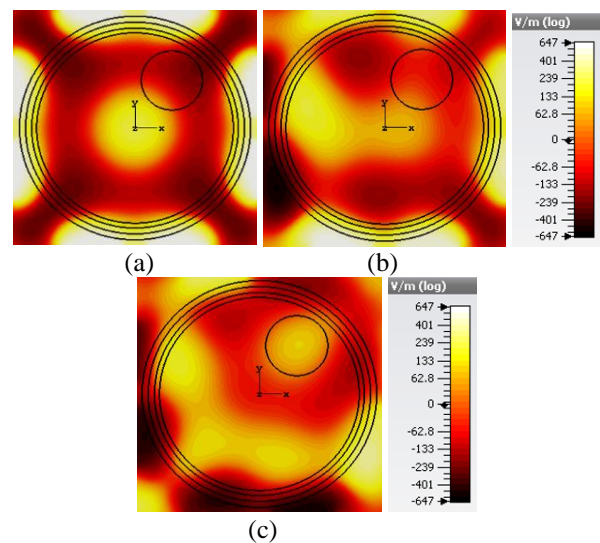 V/m (log)
647
401
239
133
62.8
0
-62.8
-133
-239
-401
-647
y
z x
y
z x
(a)
(b)
V/m (log)
647
401
239
133
62.8
0
-62.8
-133
-239
-401
-647
y
z x
(c)